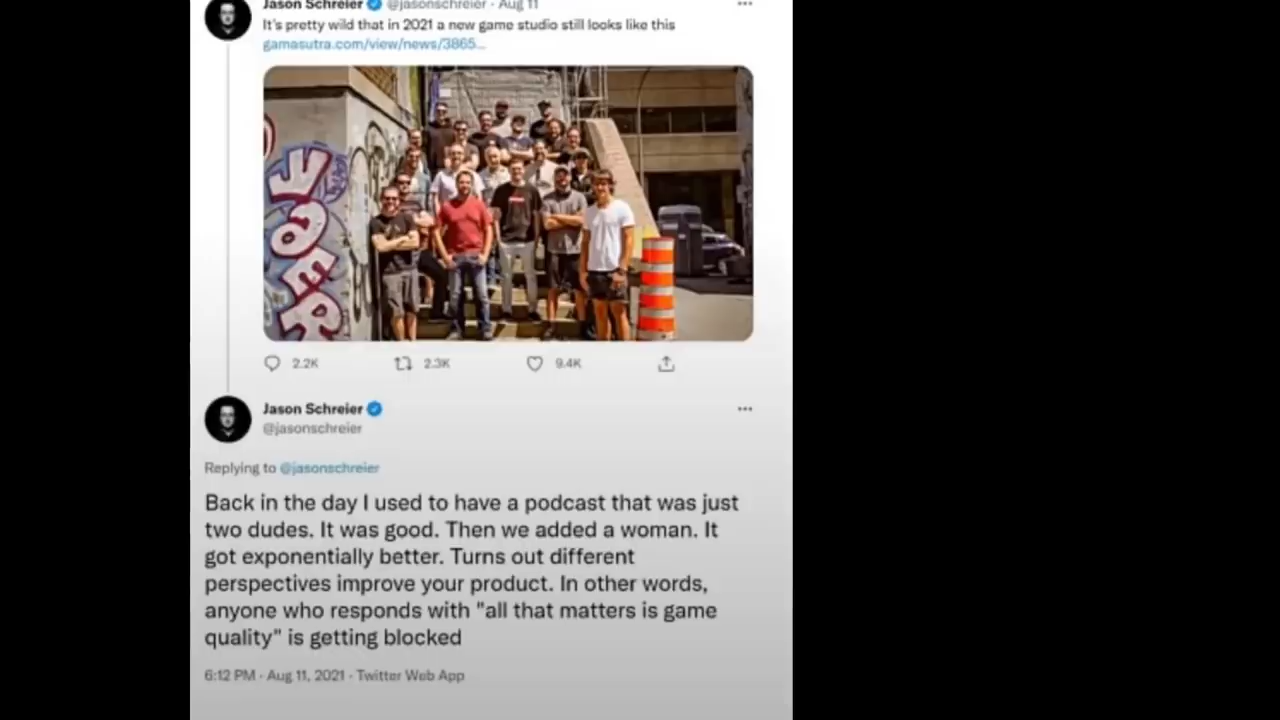 Jason Schreier @jasonschreier · Aug 11
It's pretty wild that in 2021 a new game studio still looks like this
gamasutra.com/view/news/3865...
2.2K 2.3K 9.4K
Jason Schreier
@jasonschreier
Replying to @jasonschreier
Back in the day I used to have a podcast that was just
two dudes. It was good. Then we added a woman. It
got exponentially better. Turns out different
perspectives improve your product. In other words,
anyone who responds with "all that matters is game
quality" is getting blocked
6:12 PM · Aug 11, 2021 · Twitter Web App